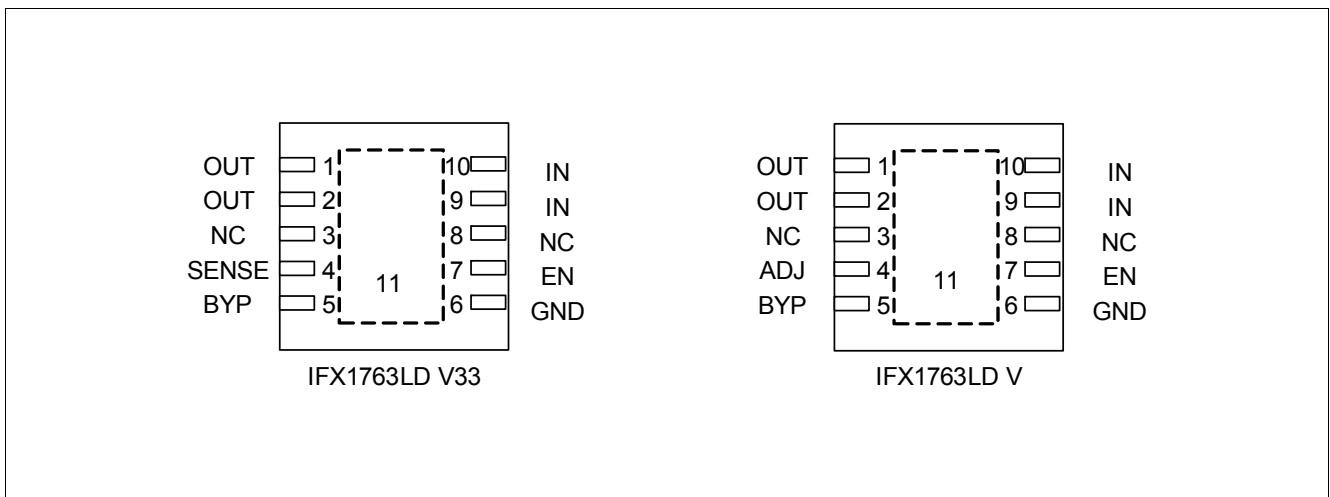 OUT 1 10 IN
OUT 2 9 IN
NC 3 8 NC
SENSE 4 7 EN
11
BYP 5 6 GND
IFX1763LD V33
OUT 1 10 IN
OUT 2 9 IN
NC 3 8 NC
ADJ 4 7 EN
11
BYP 5 6 GND
IFX1763LD V